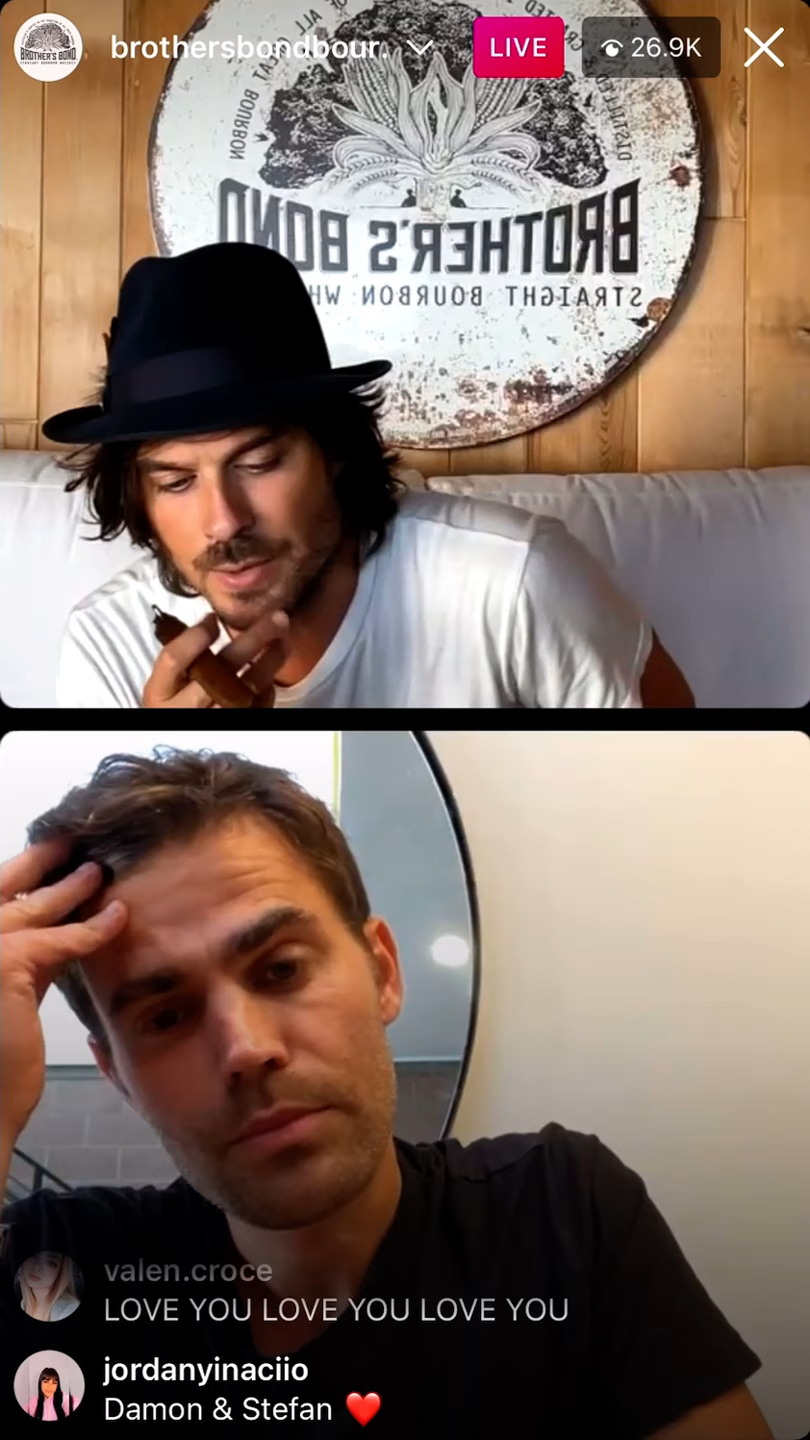 brothersbondbour.
LIVE
26.9K
BROTHER'S BOND
STRAIGHT BOURBON WH
BOURBON
valen.croce
LOVE YOU LOVE YOU LOVE YOU
jordanyinaciio
Damon & Stefan ❤️